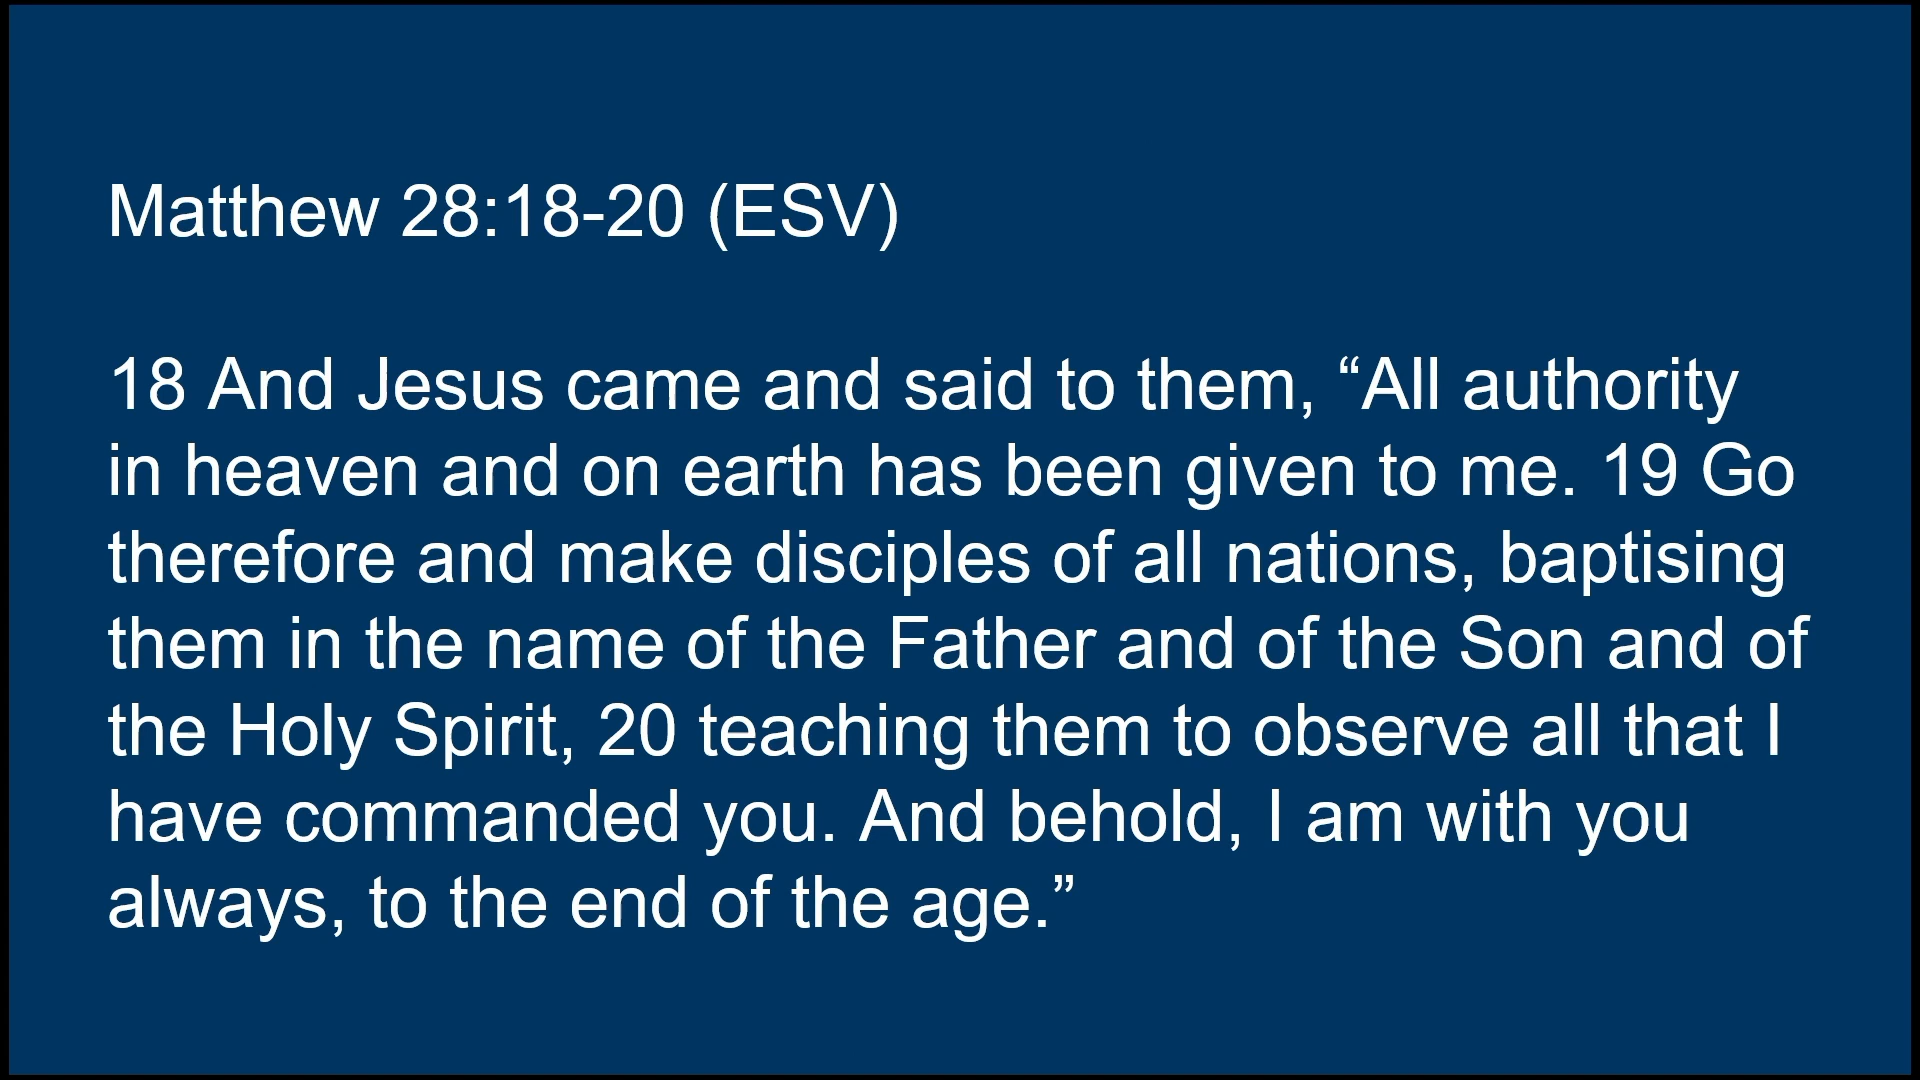 Matthew 28:18-20 (ESV)
18 And Jesus came and said to them, “All authority
in heaven and on earth has been given to me. 19 Go
therefore and make disciples of all nations, baptising
them in the name of the Father and of the Son and of
the Holy Spirit, 20 teaching them to observe all that I
have commanded you. And behold, I am with you
always, to the end of the age.”